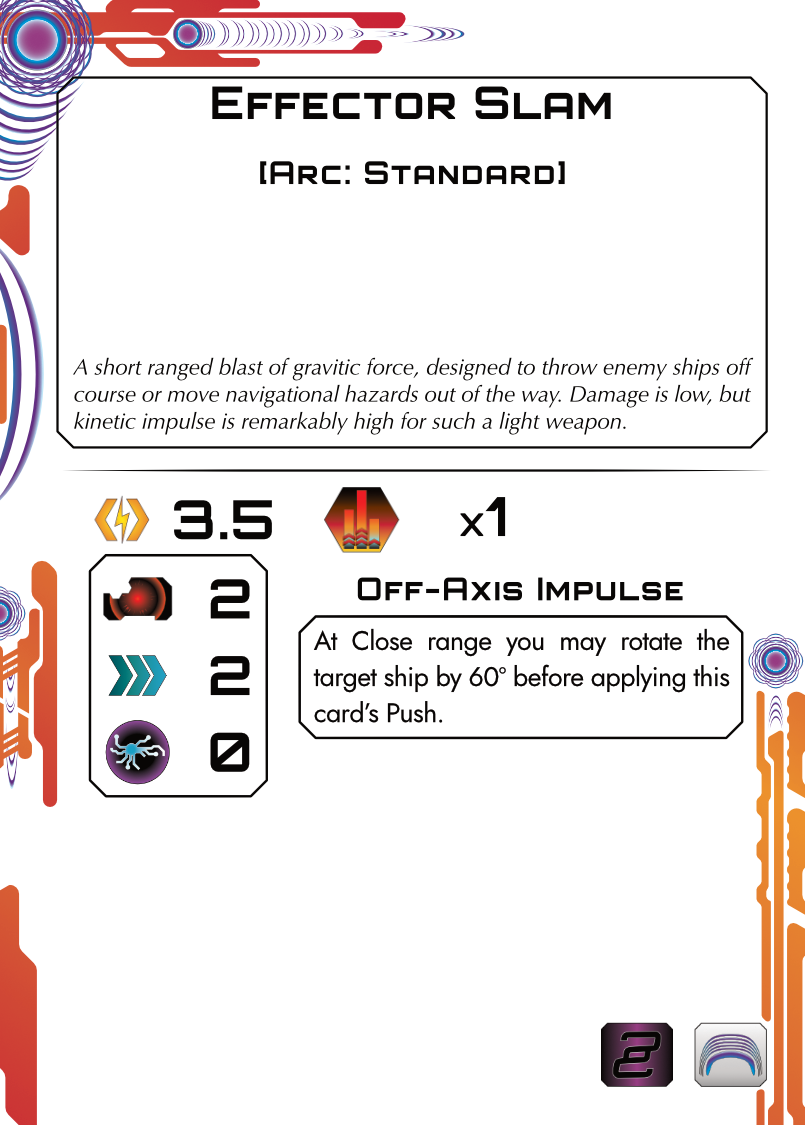 Effector Slam
[Arc: Standard]
A short ranged blast of gravitic force, designed to throw enemy ships off
course or move navigational hazards out of the way. Damage is low, but
kinetic impulse is remarkably high for such a light weapon.
3.5 x1
2
2
0
Off-Axis Impulse
At Close range you may rotate the
target ship by 60° before applying this
card's Push.
2